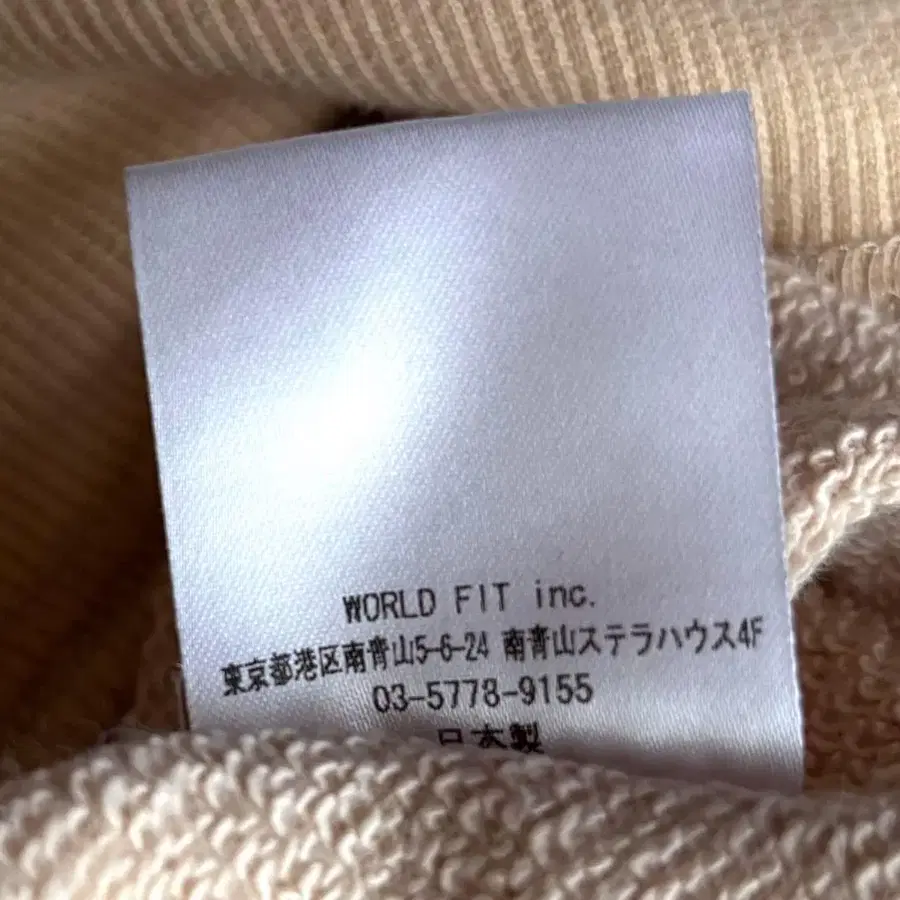 WORLD FIT inc.
東京都港区南青山5-6-24 南青山ステラハウス4F
03-5778-9155
日本製